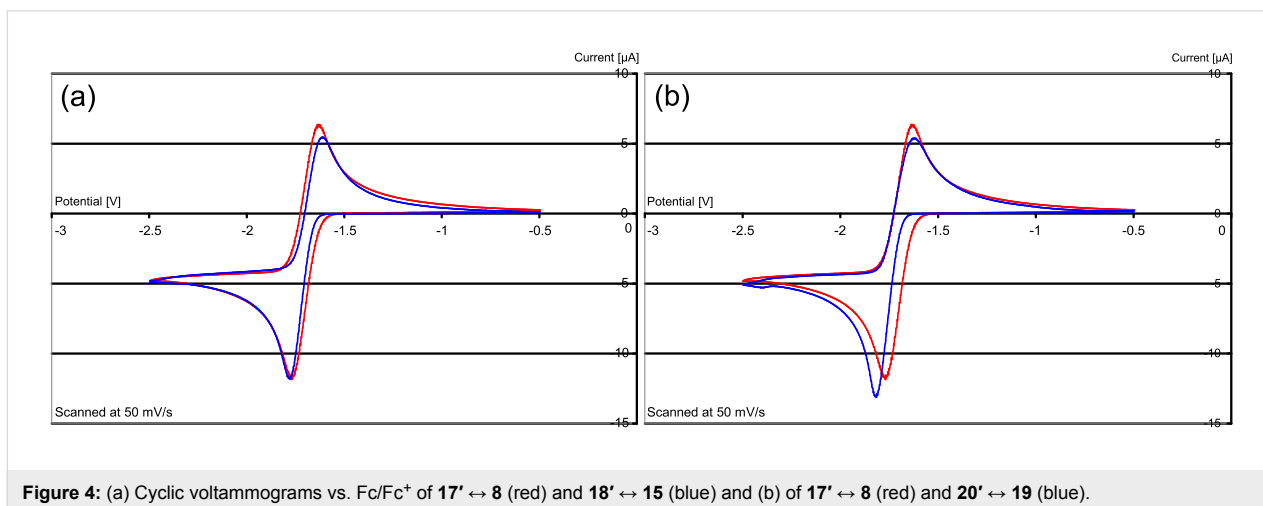 Current [µA]
Current [µA]
10
10
(a)
(b)
5
5
Potential [V]
Potential [V]
0
0
-3
-2.5
-2
-1.5
-1
-0.5
0
-3
-2.5
-2
-1.5
-1
-0.5
0
-5
-5
-10
-10
Scanned at 50 mV/s
Scanned at 50 mV/s
-15
-15
Figure 4: (a) Cyclic voltammograms vs. Fc/Fc⁺ of 17′ ↔ 8 (red) and 18′ ↔ 15 (blue) and (b) of 17′ ↔ 8 (red) and 20′ ↔ 19 (blue).